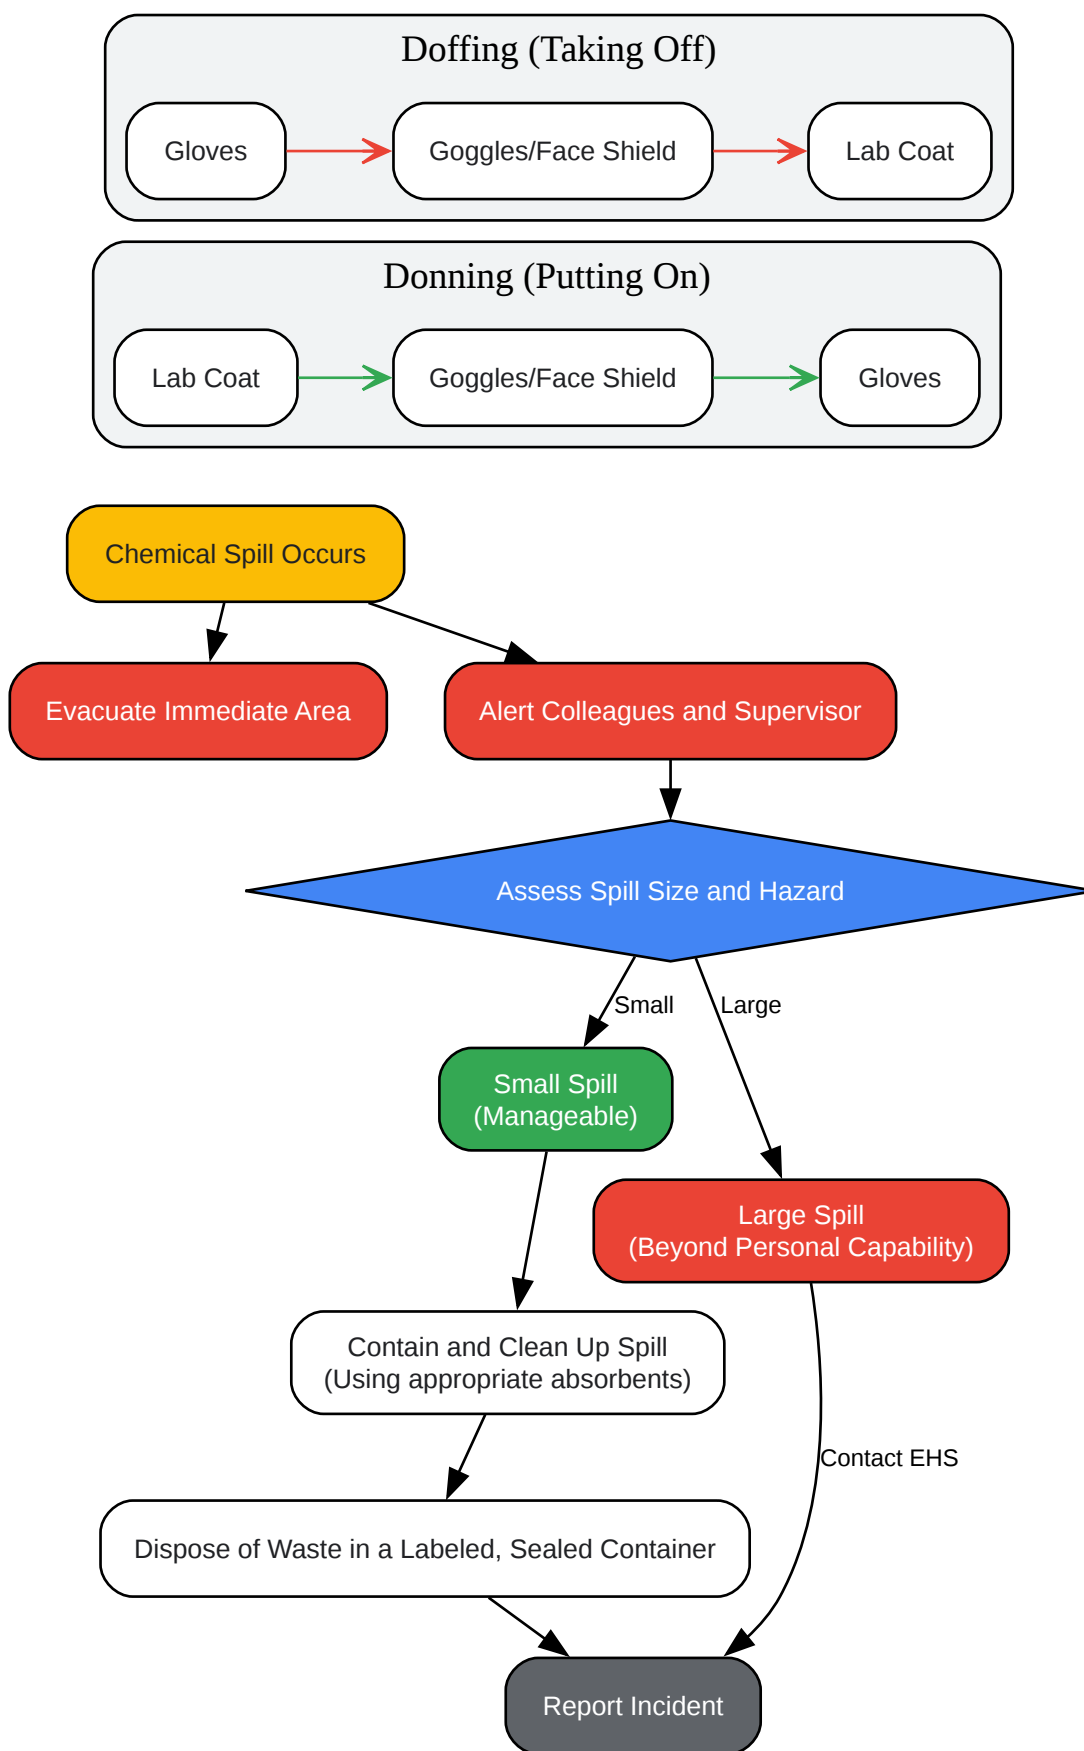 Doffing (Taking Off)
Gloves
Goggles/Face Shield
Lab Coat
Donning (Putting On)
Lab Coat
Goggles/Face Shield
Gloves
Chemical Spill Occurs
Evacuate Immediate Area
Alert Colleagues and Supervisor
Assess Spill Size and Hazard
Small
Large
Small Spill
(Manageable)
Large Spill
(Beyond Personal Capability)
Contain and Clean Up Spill
(Using appropriate absorbents)
Contact EHS
Dispose of Waste in a Labeled, Sealed Container
Report Incident